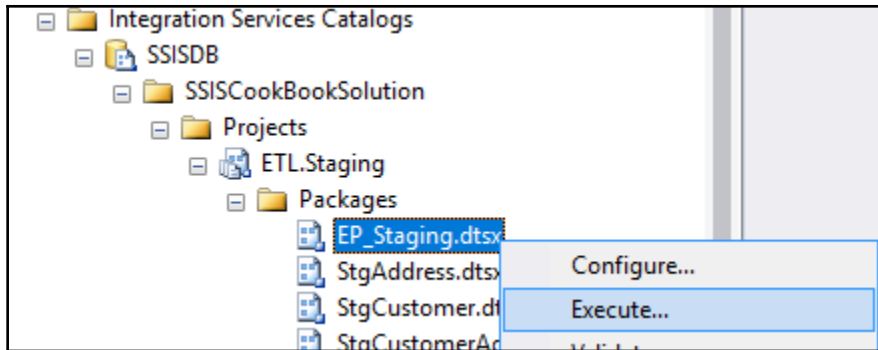 Integration Services Catalogs
SSISDB
SSISCookBookSolution
Projects
ETL.Staging
Packages
EP_Staging.dtsx
StgAddress.dtsx
Configure...
StgCustomer.dt
Execute...